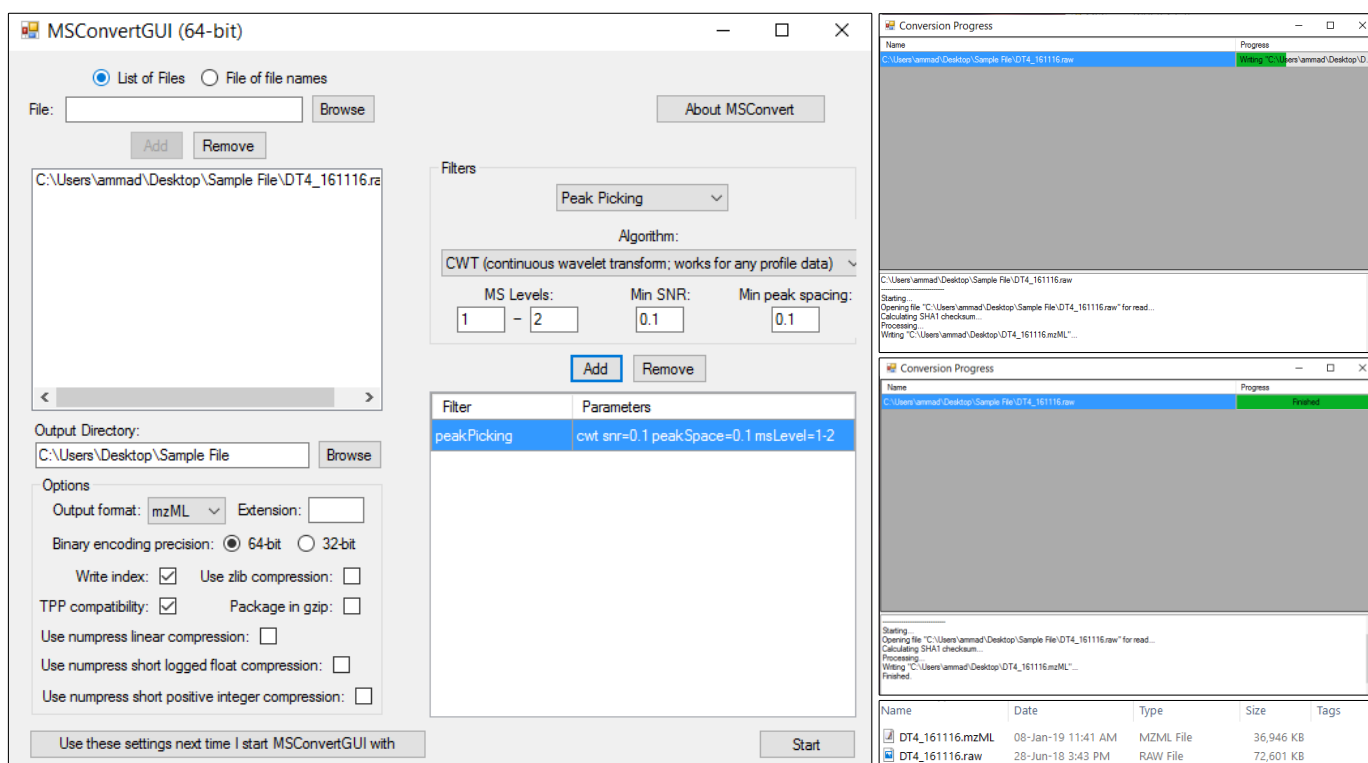 MSConvertGUI (64-bit)
List of Files File of file names
File: Browse
About MSConvert
Add Remove
C:\Users\ammad\Desktop\Sample File\DT4_161116.ra
Output Directory:
C:\Users\Desktop\Sample File Browse
Options
Output format: mzML Extension:
Binary encoding precision: 64-bit 32-bit
Write index: Use zlib compression:
TPP compatibility: Package in gzip:
Use numpress linear compression:
Use numpress short logged float compression:
Use numpress short positive integer compression:
Use these settings next time I start MSConvertGUI with
Filters
Peak Picking
Algorithm:
CWT (continuous wavelet transform; works for any profile data)
MS Levels: Min SNR: Min peak spacing:
1 – 2 0.1 0.1
Add Remove
Filter Parameters
peakPicking cwt snr=0.1 peakSpace=0.1 msLevel=1-2
Start
Conversion Progress
Name Progress
C:\Users\ammad\Desktop\Sample File\DT4_161116.raw Writing "C:\Users\ammad\Desktop\D...
C:\Users\ammad\Desktop\Sample File\DT4_161116.raw
------------------------
Starting...
Opening file "C:\Users\ammad\Desktop\Sample File\DT4_161116.raw" for read...
Calculating SHA1 checksum...
Processing...
Writing "C:\Users\ammad\Desktop\DT4_161116.mzML"...
Conversion Progress
Name Progress
C:\Users\ammad\Desktop\Sample File\DT4_161116.raw Finished
------------------------
Starting...
Opening file "C:\Users\ammad\Desktop\Sample File\DT4_161116.raw" for read...
Calculating SHA1 checksum...
Processing...
Writing "C:\Users\ammad\Desktop\DT4_161116.mzML"...
Finished.
Name Date Type Size Tags
DT4_161116.mzML 08-Jan-19 11:41 AM MZML File 36,946 KB
DT4_161116.raw 28-Jun-18 3:43 PM RAW File 72,601 KB